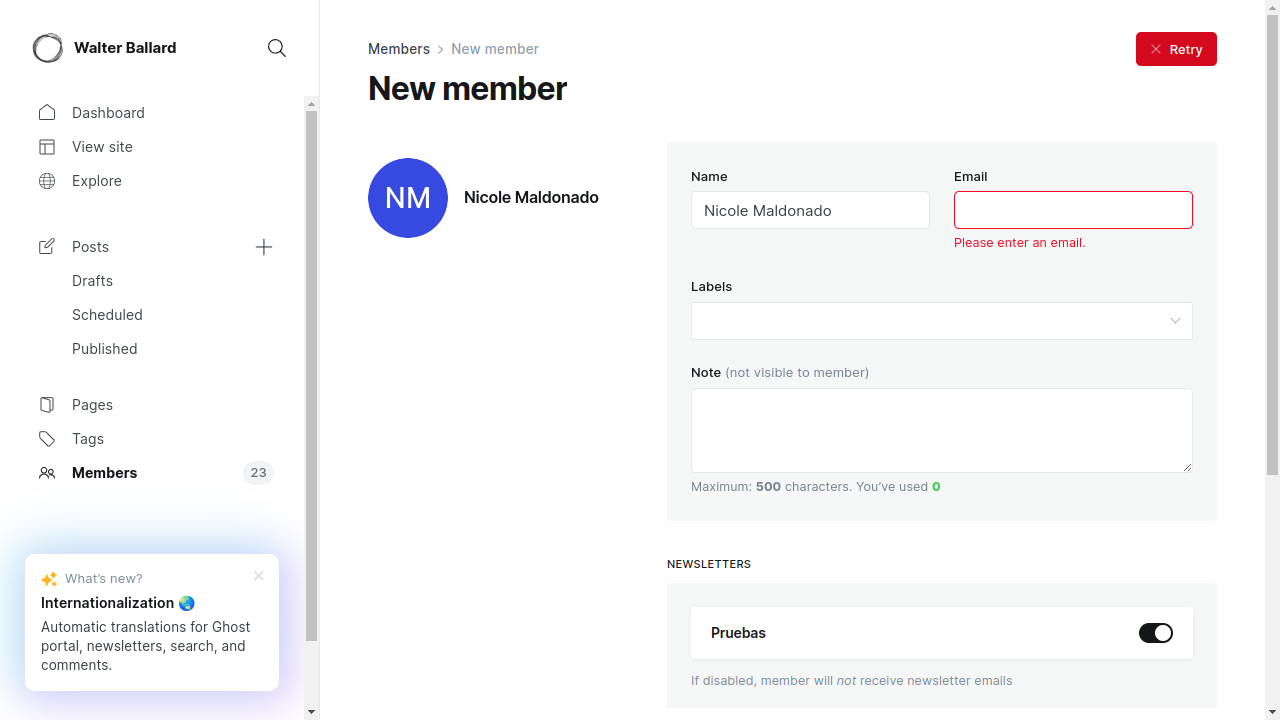 Walter Ballard
Dashboard
View site
Explore
Posts
Drafts
Scheduled
Published
Pages
Tags
Members 23
What's new?
Internationalization 🌏
Automatic translations for Ghost
portal, newsletters, search, and
comments.
Members > New member
Retry
New member
NM
Nicole Maldonado
Name
Nicole Maldonado
Email
Please enter an email.
Labels
Note (not visible to member)
Maximum: 500 characters. You've used 0
NEWSLETTERS
Pruebas
If disabled, member will not receive newsletter emails